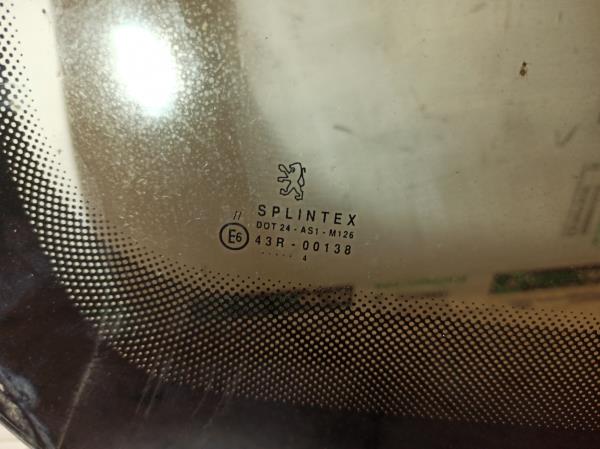 SPLINTEX
//
DOT 24 - AS1 - M126
E6
43R - 00138
..... 4